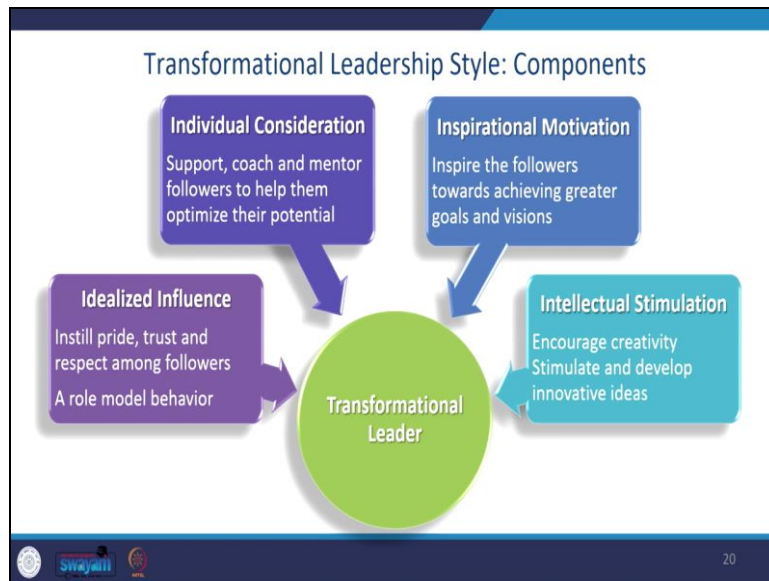 Transformational Leadership Style: Components
Individual Consideration
Support, coach and mentor
followers to help them
optimize their potential
Inspirational Motivation
Inspire the followers
towards achieving greater
goals and visions
Idealized Influence
Instill pride, trust and
respect among followers
A role model behavior
Intellectual Stimulation
Encourage creativity
Stimulate and develop
innovative ideas
Transformational
Leader
swayam
20